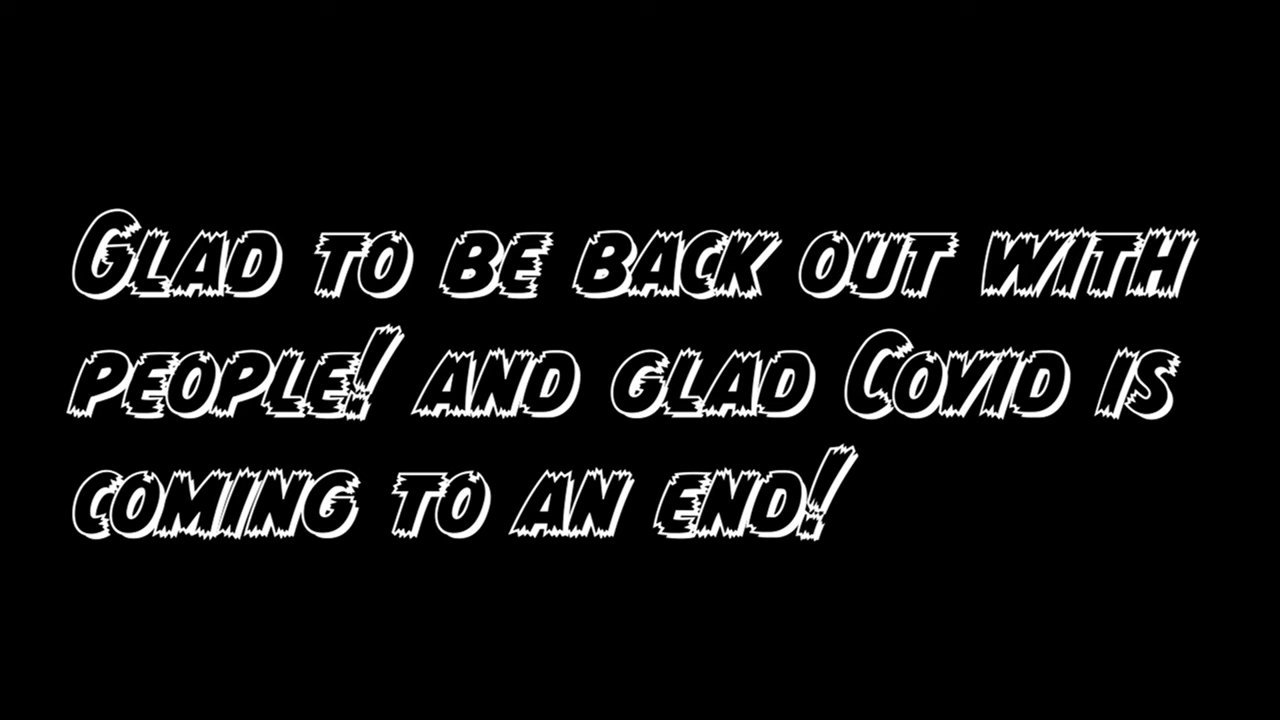 Glad to be back out with
people! and glad Covid is
coming to an end!